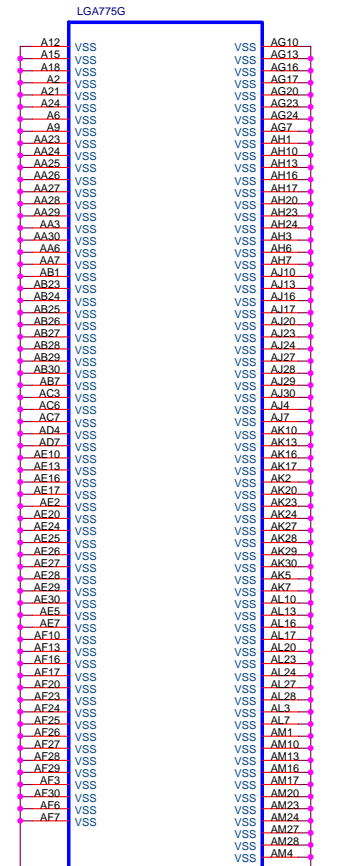 LGA775G
A12 VSS VSS AG10
A15 VSS VSS AG13
A18 VSS VSS AG16
A2 VSS VSS AG17
A21 VSS VSS AG20
A24 VSS VSS AG23
A6 VSS VSS AG24
A9 VSS VSS AG7
AA23 VSS VSS AH1
AA24 VSS VSS AH10
AA25 VSS VSS AH13
AA26 VSS VSS AH16
AA27 VSS VSS AH17
AA28 VSS VSS AH20
AA29 VSS VSS AH23
AA3 VSS VSS AH24
AA30 VSS VSS AH3
AA6 VSS VSS AH6
AA7 VSS VSS AH7
AB1 VSS VSS AJ10
AB23 VSS VSS AJ13
AB24 VSS VSS AJ16
AB25 VSS VSS AJ17
AB26 VSS VSS AJ20
AB27 VSS VSS AJ23
AB28 VSS VSS AJ24
AB29 VSS VSS AJ27
AB30 VSS VSS AJ28
AB7 VSS VSS AJ29
AC3 VSS VSS AJ30
AC6 VSS VSS AJ4
AC7 VSS VSS AJ7
AD4 VSS VSS AK10
AD7 VSS VSS AK13
AE10 VSS VSS AK16
AE13 VSS VSS AK17
AE16 VSS VSS AK2
AE17 VSS VSS AK20
AE2 VSS VSS AK23
AE20 VSS VSS AK24
AE24 VSS VSS AK27
AE25 VSS VSS AK28
AE26 VSS VSS AK29
AE27 VSS VSS AK30
AE28 VSS VSS AK5
AE29 VSS VSS AK7
AE30 VSS VSS AL10
AE5 VSS VSS AL13
AE7 VSS VSS AL16
AF10 VSS VSS AL17
AF13 VSS VSS AL20
AF16 VSS VSS AL23
AF17 VSS VSS AL24
AF20 VSS VSS AL27
AF23 VSS VSS AL28
AF24 VSS VSS AL3
AF25 VSS VSS AL7
AF26 VSS VSS AM1
AF27 VSS VSS AM10
AF28 VSS VSS AM13
AF29 VSS VSS AM16
AF3 VSS VSS AM17
AF30 VSS VSS AM20
AF6 VSS VSS AM23
AF7 VSS VSS AM24
VSS AM27
VSS AM28
VSS AM4